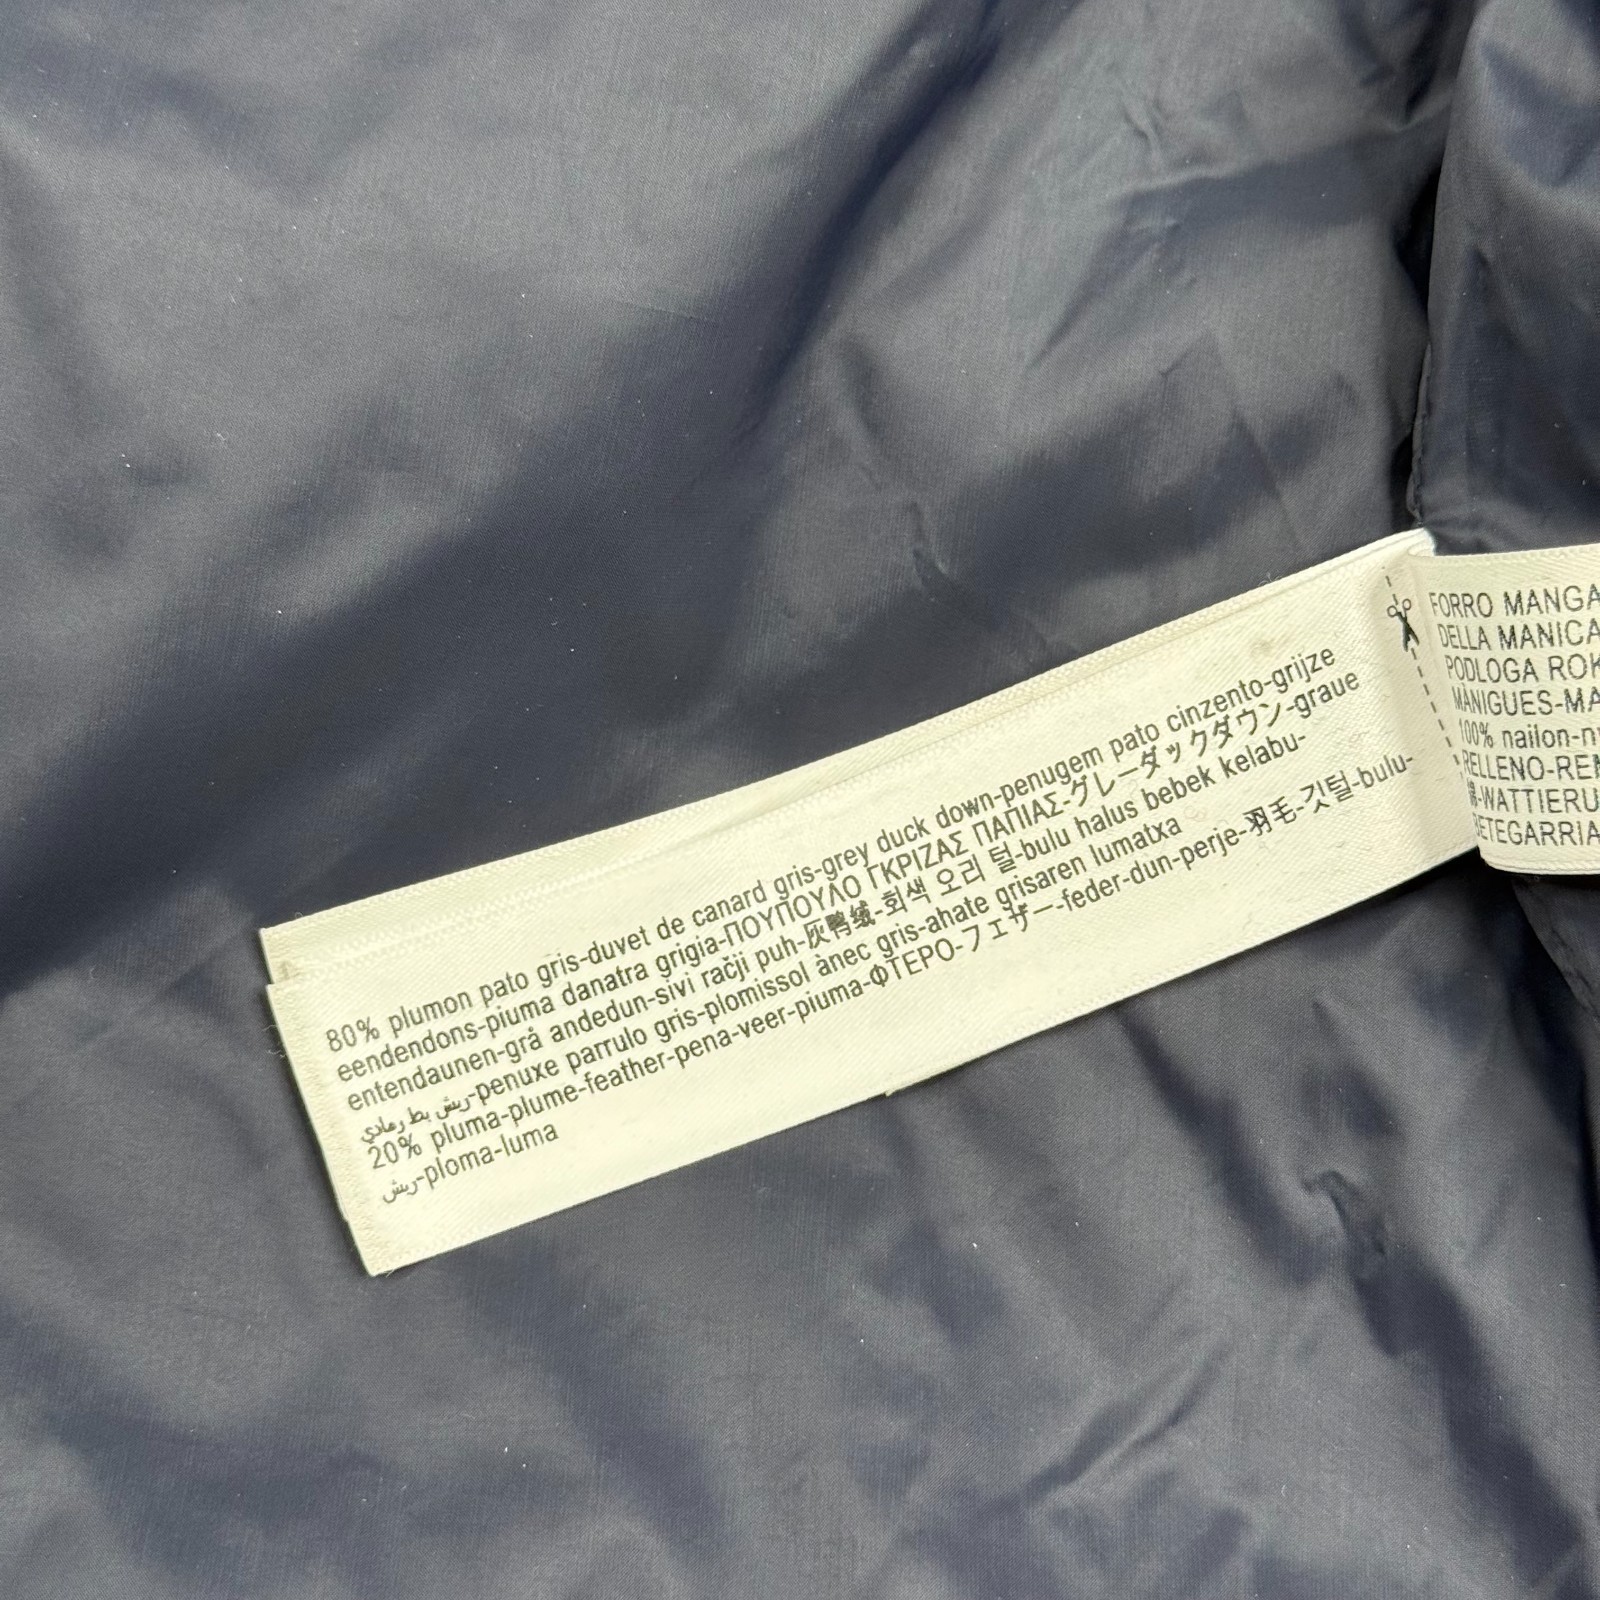 80% plumon pato gris-duvet de canard gris-grey duck down-penugem pato cinzento-grijze
eendendons-piuma danatra grigia-ΠΟΥΠΟΥΛΟ ΓΚΡΙΖΑΣ ΠΑΠΙΑΣ-グレーダックダウン-graue
entendaunen-grå andedun-sivi račji puh-灰鸭绒-회색 오리 털-bulu halus bebek kelabu-
ريش بط رمادي-penuxe parrulo gris-plomissol ànec gris-ahate grisaren lumatxa
20% pluma-plume-feather-pena-veer-piuma-ΦΤΕΡΟ-フェザー-feder-dun-perje-羽毛-깃털-bulu-
ريش-ploma-luma
FORRO MANGA
DELLA MANICA
PODLOGA ROK
MÀNIGUES-MA
100% nailon-n
RELLENO-REM
棉-WATTIERU
BETEGARRIA